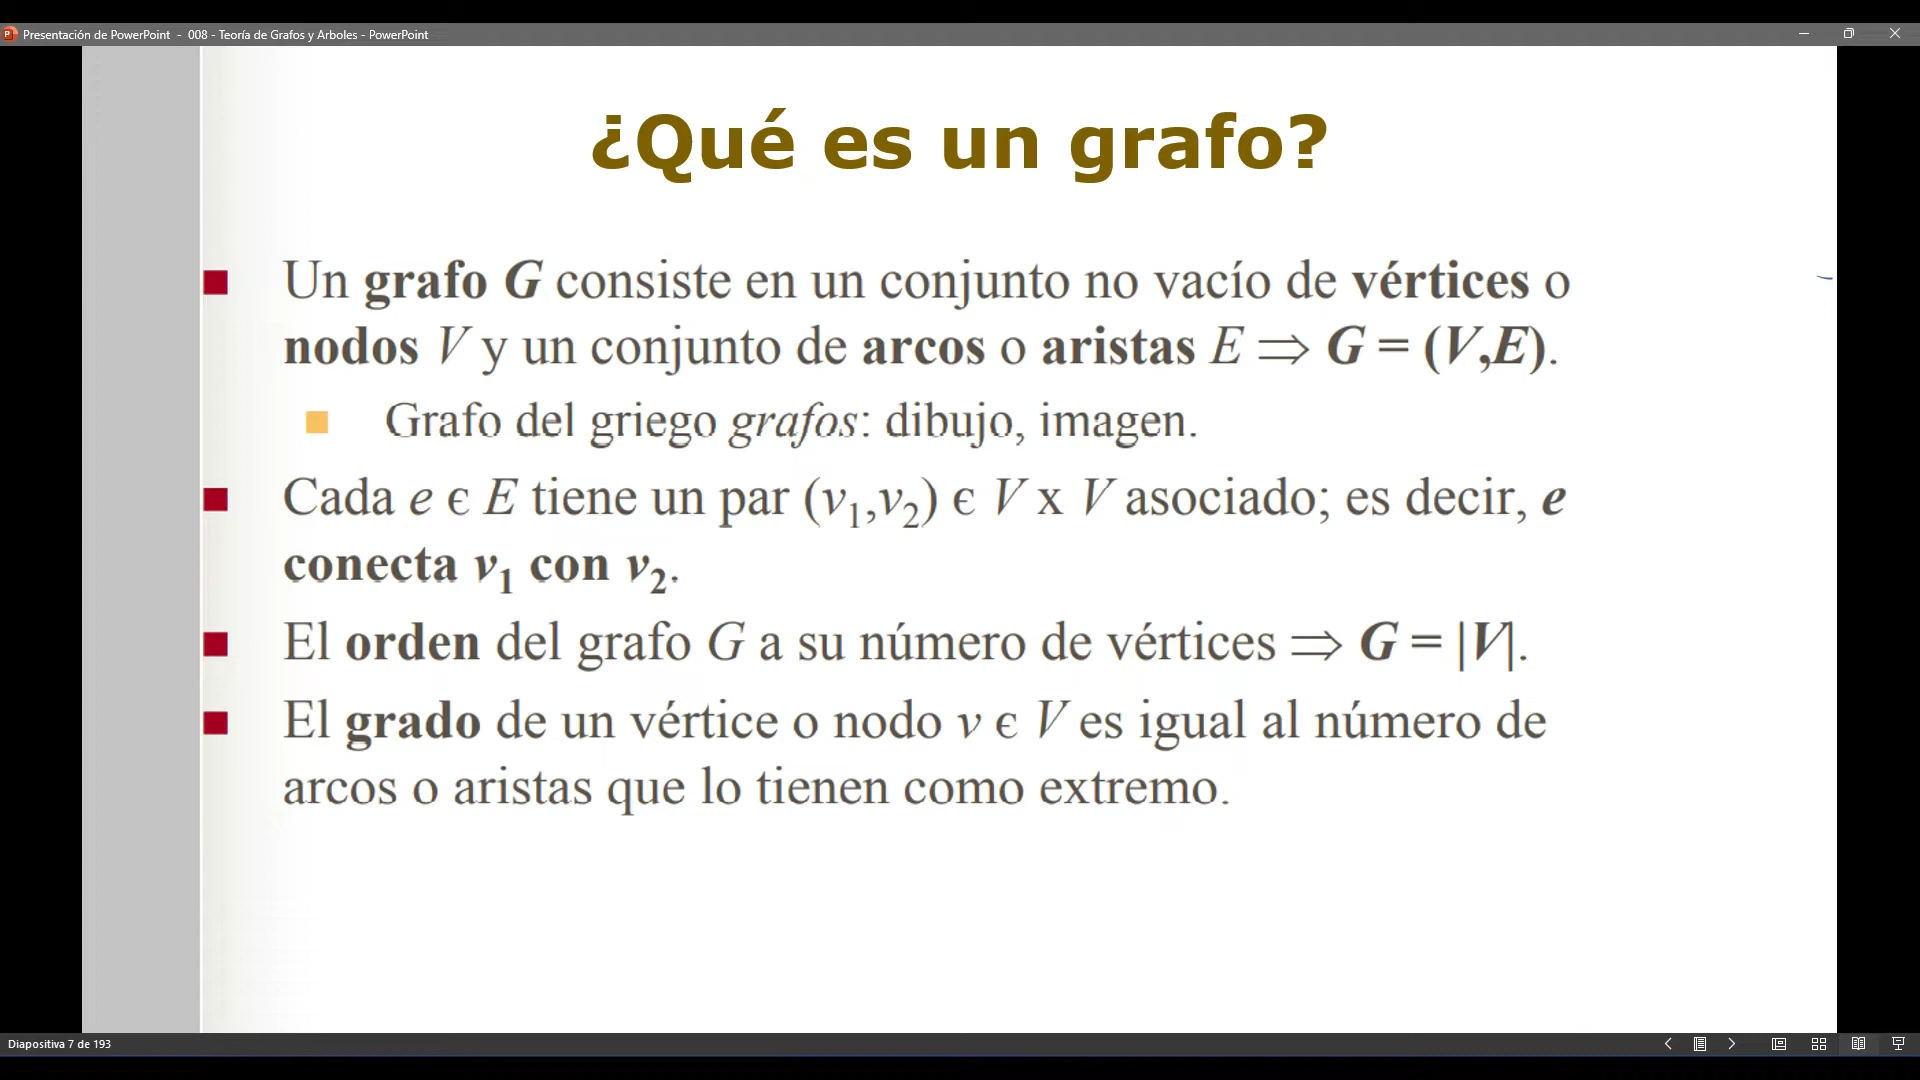 Presentación de PowerPoint - 008 - Teoría de Grafos y Arboles - PowerPoint
¿Qué es un grafo?
Un grafo G consiste en un conjunto no vacío de vértices o
nodos V y un conjunto de arcos o aristas E ⇒ G = (V,E).
Grafo del griego grafos: dibujo, imagen.
Cada e ϵ E tiene un par (v₁,v₂) ϵ V x V asociado; es decir, e
conecta v₁ con v₂.
El orden del grafo G a su número de vértices ⇒ G = |V|.
El grado de un vértice o nodo v ϵ V es igual al número de
arcos o aristas que lo tienen como extremo.
Diapositiva 7 de 193